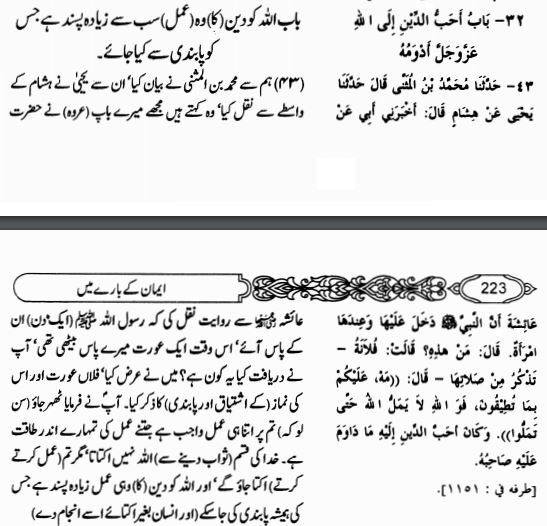 ٣٢- بَابُ أَحَبُّ الدِّيْنِ إِلَى اللهِ
عَزَّوَجَلَّ أَدْوَمُهُ
٤٣- حَدَّثَنَا مُحَمَّدُ بْنُ الْمُثَنَّى قَالَ حَدَّثَنَا
يَحْيَى عَنْ هِشَامٍ قَالَ: أَخْبَرَنِي أَبِي عَنْ
باب اللہ کو دین (کا) وہ (عمل) سب سے زیادہ پسند ہے جس
کو پابندی سے کیا جائے۔
(۴۳) ہم سے محمد بن المثنیٰ نے بیان کیا‘ ان سے یحییٰ نے ہشام کے
واسطے سے نقل کیا‘ وہ کہتے ہیں مجھے میرے باپ (عروہ) نے حضرت
223
ایمان کے بارے میں
عَائِشَةَ أَنَّ النَّبِيَّ ﷺ دَخَلَ عَلَيْهَا وَعِنْدَهَا
امْرَأَةٌ. قَالَ: مَنْ هَذِهِ؟ قَالَتْ: فُلَانَةُ -
تَذْكُرُ مِنْ صَلَاتِهَا - قَالَ: ((مَهْ، عَلَيْكُمْ
بِمَا تُطِيْقُونَ، فَوَ اللهِ لاَ يَمَلُّ اللهُ حَتَّى
تَمَلُّوا)). وَكَانَ أَحَبُّ الدِّينِ إِلَيْهِ مَا دَاوَمَ
عَلَيْهِ صَاحِبُهُ.
[طرفه في : ١١٥١].
عائشہ رضی اللہ عنہا سے روایت نقل کی کہ رسول اللہ ﷺ (ایک دن) ان
کے پاس آئے‘ اس وقت ایک عورت میرے پاس بیٹھی تھی‘ آپ
نے دریافت کیا یہ کون ہے؟ میں نے عرض کیا‘ فلاں عورت اور اس
کی نماز (کے اشتیاق اور پابندی) کا ذکر کیا۔ آپؐ نے فرمایا ٹھہر جاؤ (سن
لو کہ) تم پر اتنا ہی عمل واجب ہے جتنے عمل کی تمہارے اندر طاقت
ہے۔ خدا کی قسم (ثواب دینے سے) اللہ نہیں اکتاتا‘ مگر تم (عمل کرتے
کرتے) اکتا جاؤ گے‘ اور اللہ کو دین (کا) وہی عمل زیادہ پسند ہے جس
کی ہمیشہ پابندی کی جا سکے (اور انسان بغیر اکتائے اسے انجام دے)